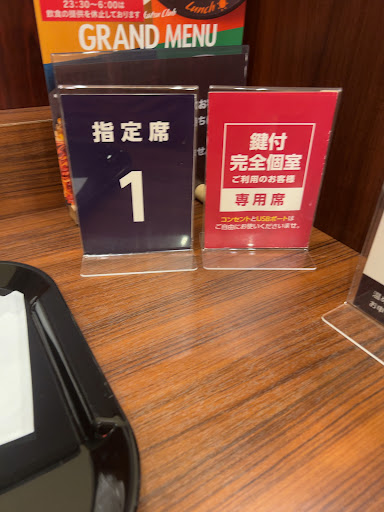 23:30～6:00は
飲食の提供を休止しております
Lunch
GRAND MENU
指定席
1
鍵付
完全個室
ご利用のお客様
専用席
コンセントとUSBポートは
ご自由にお使いくださいませ。